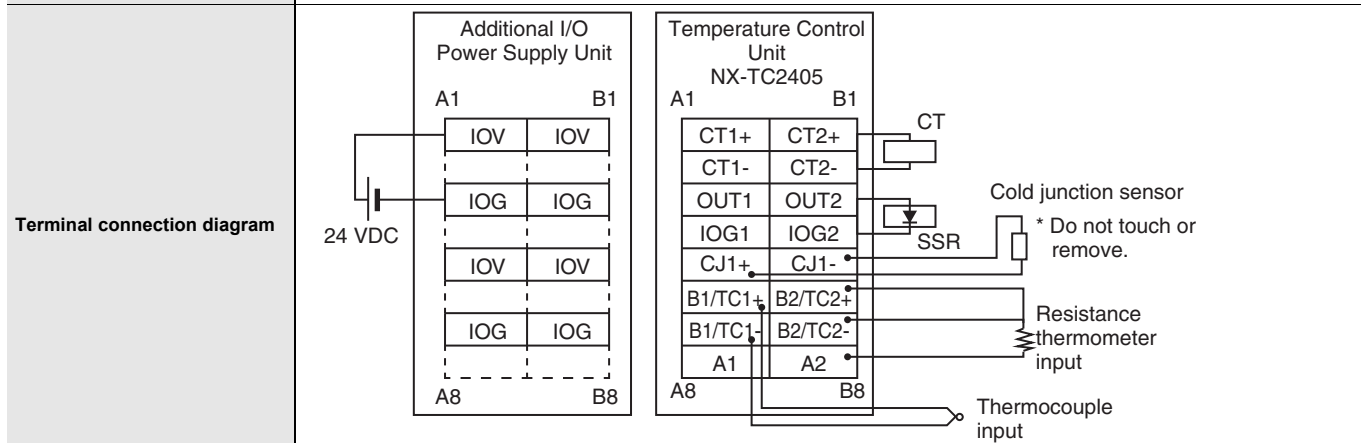 Terminal connection diagram
Additional I/O
Power Supply Unit
A1 B1
IOV IOV
IOG IOG
IOV IOV
IOG IOG
A8 B8
24 VDC
Temperature Control
Unit
NX-TC2405
A1 B1
CT1+ CT2+
CT1- CT2-
OUT1 OUT2
IOG1 IOG2
CJ1+ CJ1-
B1/TC1+ B2/TC2+
B1/TC1- B2/TC2-
A1 A2
A8 B8
CT
SSR
Cold junction sensor
* Do not touch or
remove.
Resistance
thermometer
input
Thermocouple
input